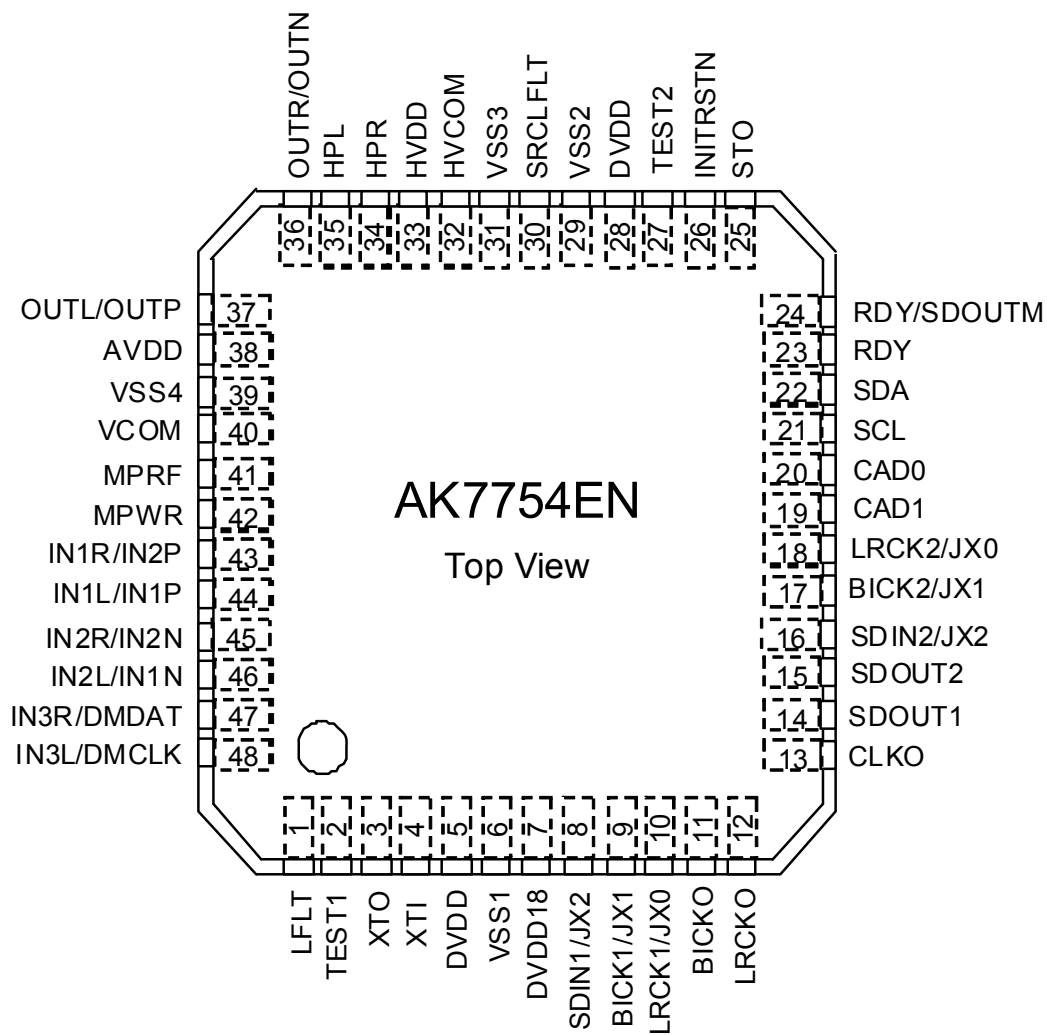 OUTR/OUTN
HPL
HPR
HVDD
HVCOM
VSS3
SRCLFLT
VSS2
DVDD
TEST2
INITRSTN
STO
36
35
34
33
32
31
30
29
28
27
26
25
OUTL/OUTP 37
AVDD 38
VSS4 39
VCOM 40
MPRF 41
MPWR 42
IN1R/IN2P 43
IN1L/IN1P 44
IN2R/IN2N 45
IN2L/IN1N 46
IN3R/DMDAT 47
IN3L/DMCLK 48
AK7754EN
Top View
24 RDY/SDOUTM
23 RDY
22 SDA
21 SCL
20 CAD0
19 CAD1
18 LRCK2/JX0
17 BICK2/JX1
16 SDIN2/JX2
15 SDOUT2
14 SDOUT1
13 CLKO
1
2
3
4
5
6
7
8
9
10
11
12
LFLT
TEST1
XTO
XTI
DVDD
VSS1
DVDD18
SDIN1/JX2
BICK1/JX1
LRCK1/JX0
BICKO
LRCKO